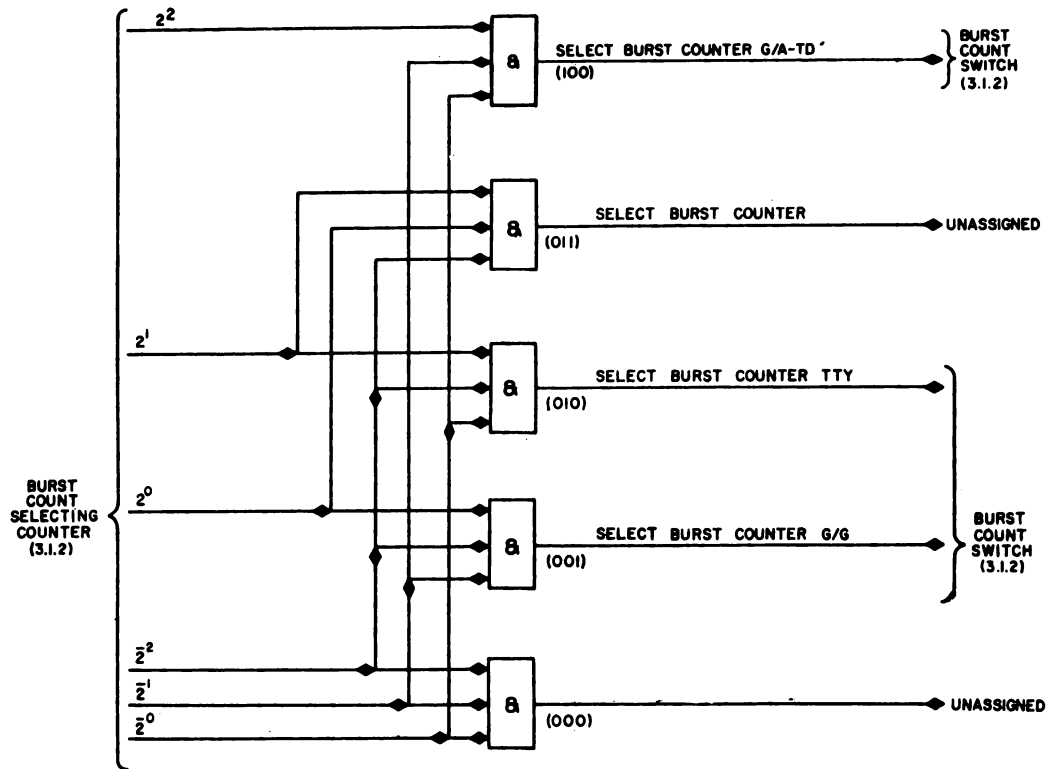 2²
&
SELECT BURST COUNTER G/A-TD
(100)
BURST
COUNT
SWITCH
(3.1.2)
&
SELECT BURST COUNTER
(011)
UNASSIGNED
2¹
&
SELECT BURST COUNTER TTY
(010)
BURST
COUNT
SELECTING
COUNTER
(3.1.2)
2⁰
&
SELECT BURST COUNTER G/G
(001)
BURST
COUNT
SWITCH
(3.1.2)
2̅²
2̅¹
2̅⁰
&
(000)
UNASSIGNED